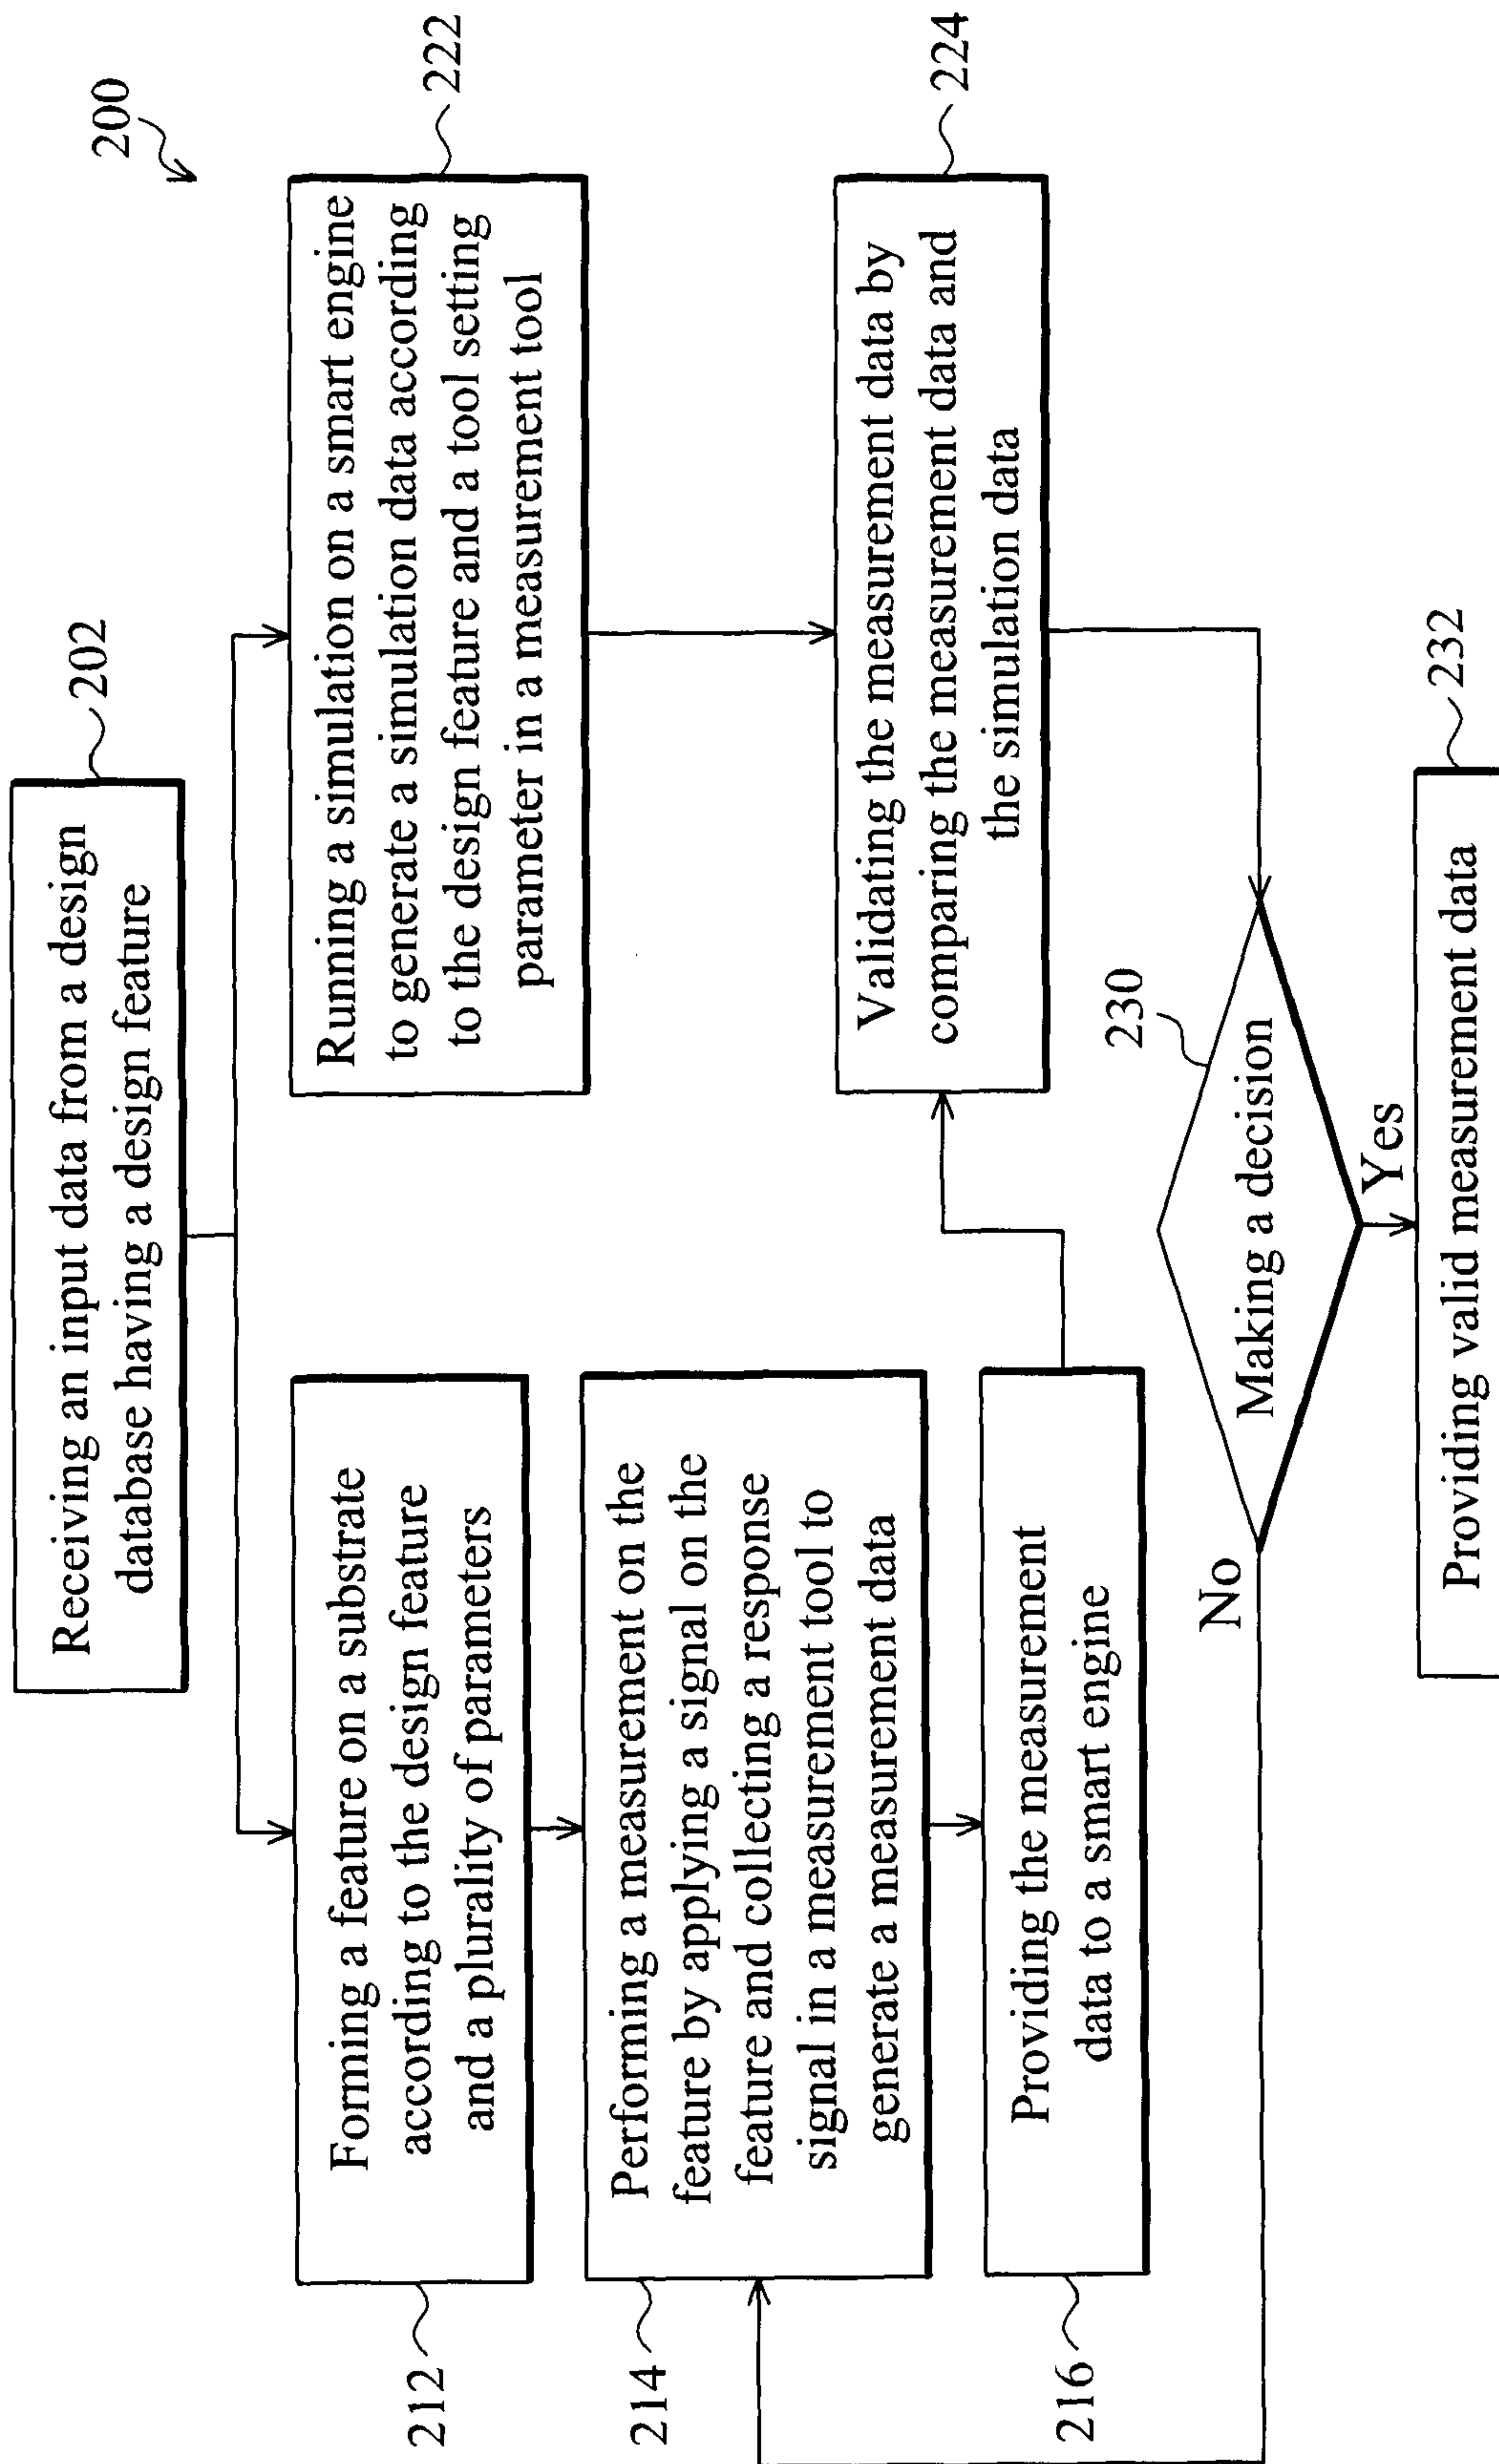 200
202
Receiving an input data from a design
database having a design feature
212
Forming a feature on a substrate
according to the design feature
and a plurality of parameters
222
Running a simulation on a smart engine
to generate a simulation data according
to the design feature and a tool setting
parameter in a measurement tool
214
Performing a measurement on the
feature by applying a signal on the
feature and collecting a response
signal in a measurement tool to
generate a measurement data
224
Validating the measurement data by
comparing the measurement data and
the simulation data
216
Providing the measurement
data to a smart engine
230
Making a decision
No
Yes
232
Providing valid measurement data